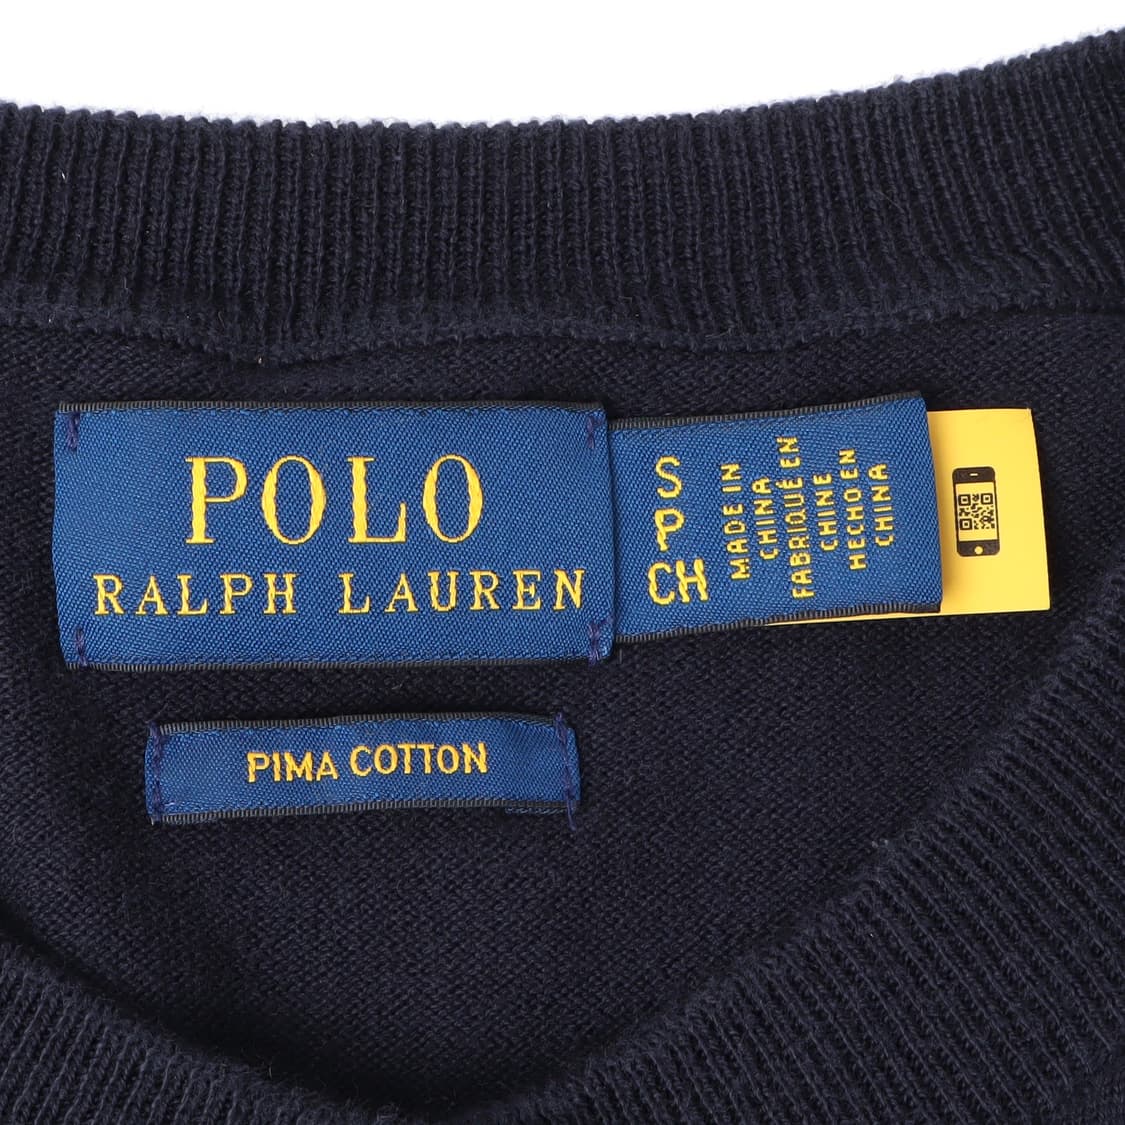 POLO
RALPH LAUREN
S
P
CH
MADE IN
CHINA
FABRIQUÉ EN
CHINE
HECHO EN
CHINA
PIMA COTTON